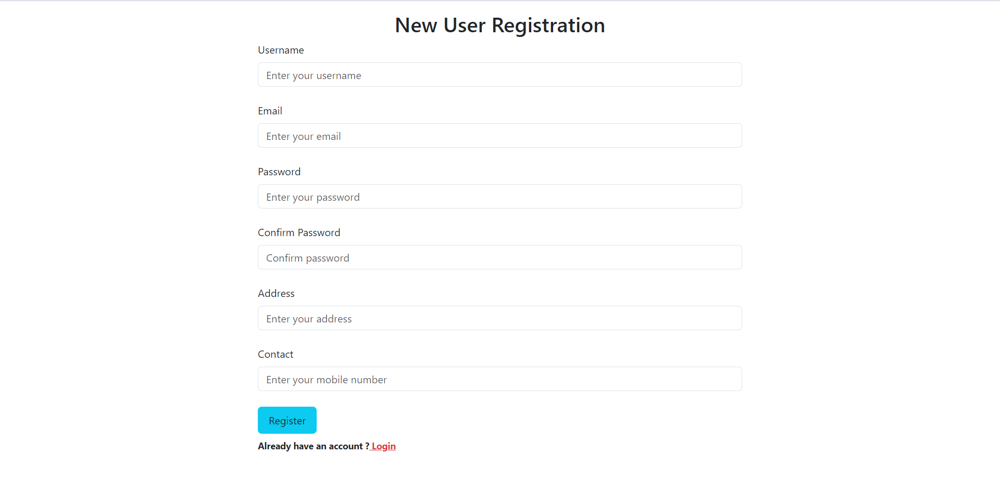 New User Registration
Username
Enter your username
Email
Enter your email
Password
Enter your password
Confirm Password
Confirm password
Address
Enter your address
Contact
Enter your mobile number
Register
Already have an account ? Login